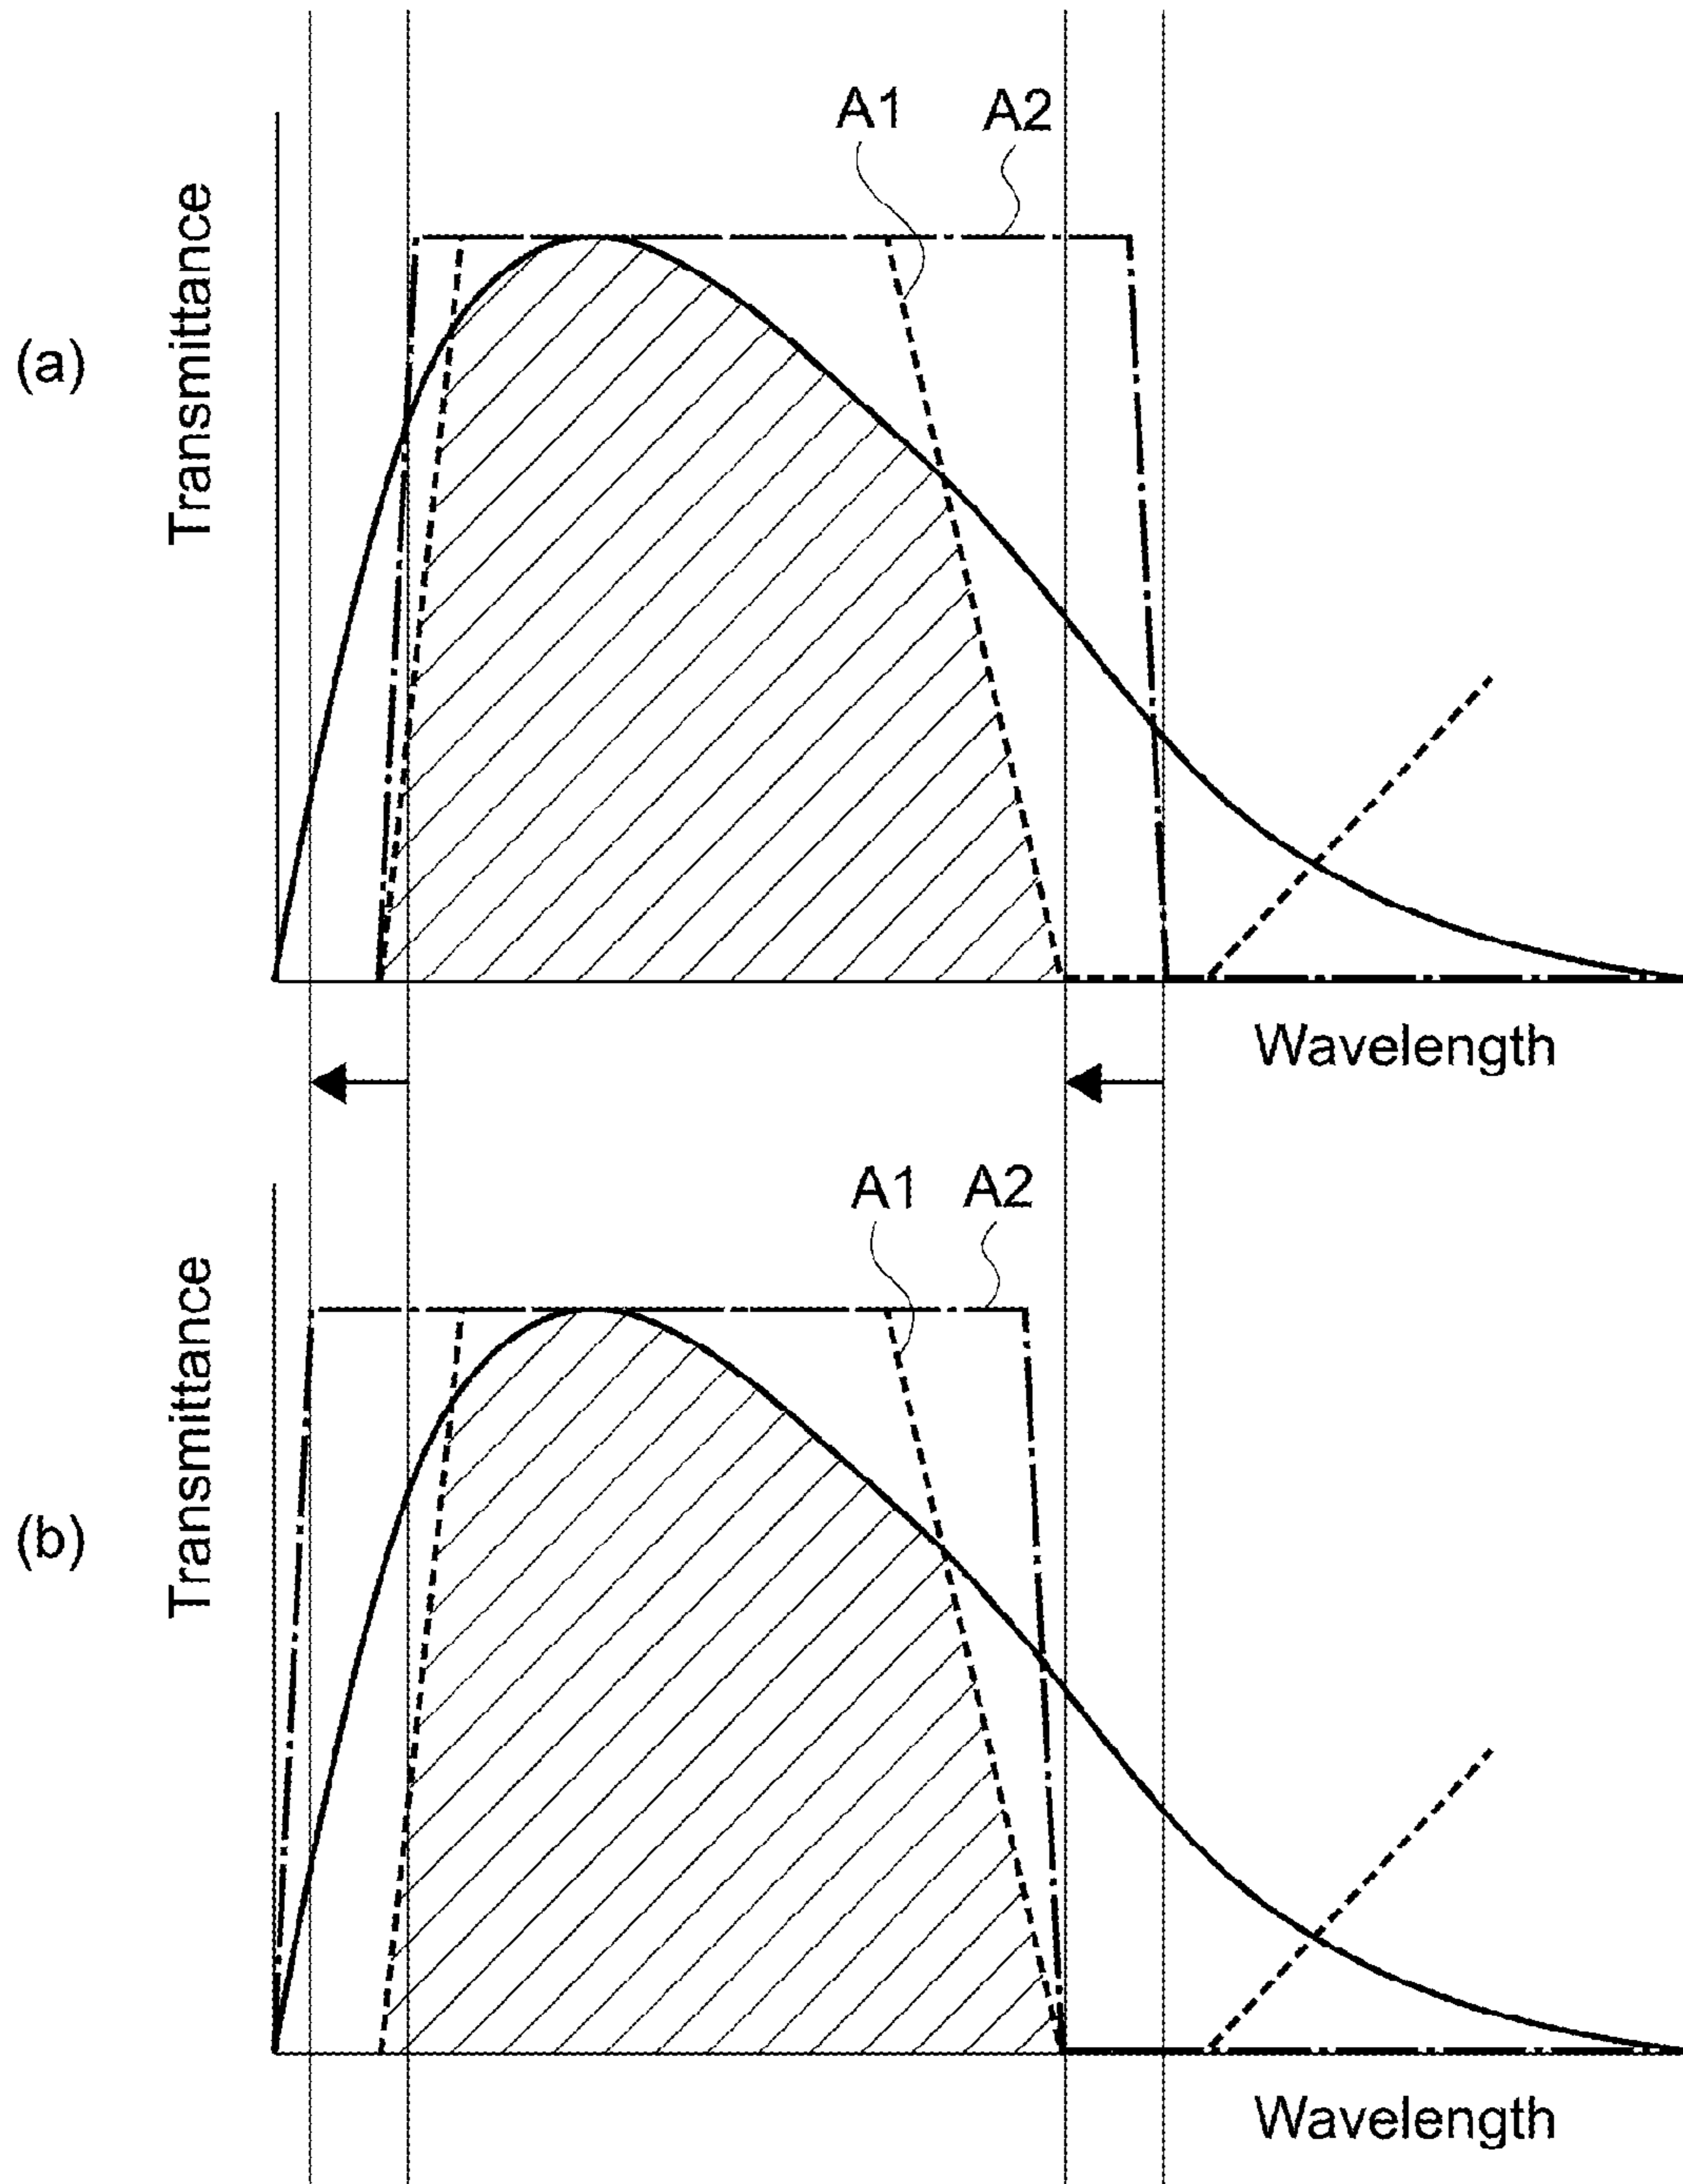 A1 A2
(a)
Transmittance
Wavelength
A1 A2
(b)
Transmittance
Wavelength